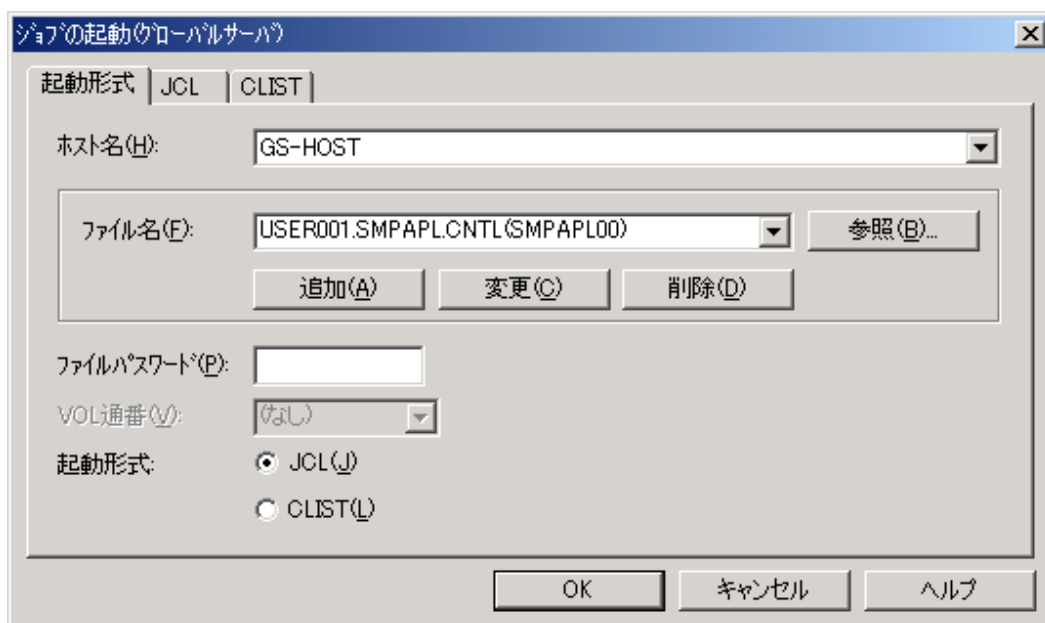 ｼﾞｮﾌﾞの起動(ｸﾞﾛｰﾊﾞﾙｻｰﾊﾞ)
起動形式 JCL CLIST
ﾎｽﾄ名(H): GS-HOST
ﾌｧｲﾙ名(F): USER001.SMPAPL.CNTL(SMPAPL00) 参照(B)...
追加(A) 変更(C) 削除(D)
ﾌｧｲﾙﾊﾟｽﾜｰﾄﾞ(P):
VOL通番(V): (なし)
起動形式: JCL(J)
CLIST(L)
OK キャンセル ヘルプ